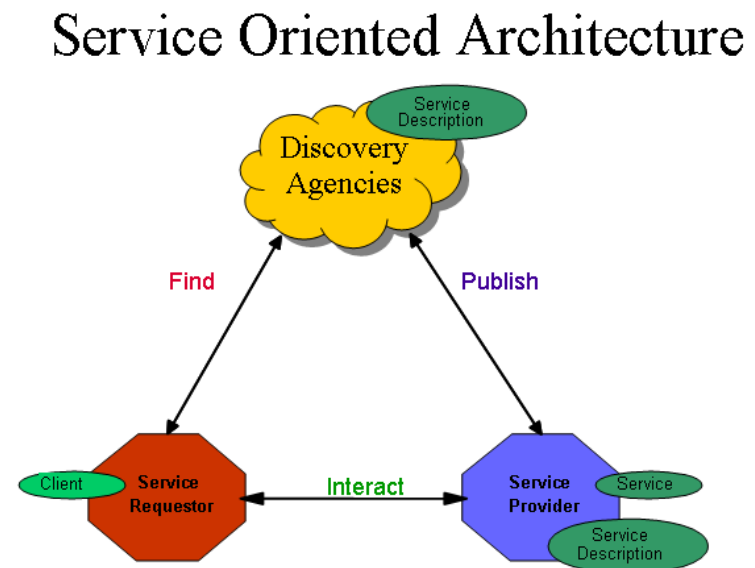 Service Oriented Architecture
Service
Description
Discovery
Agencies
Find
Publish
Client
Service
Requestor
Interact
Service
Provider
Service
Service
Description